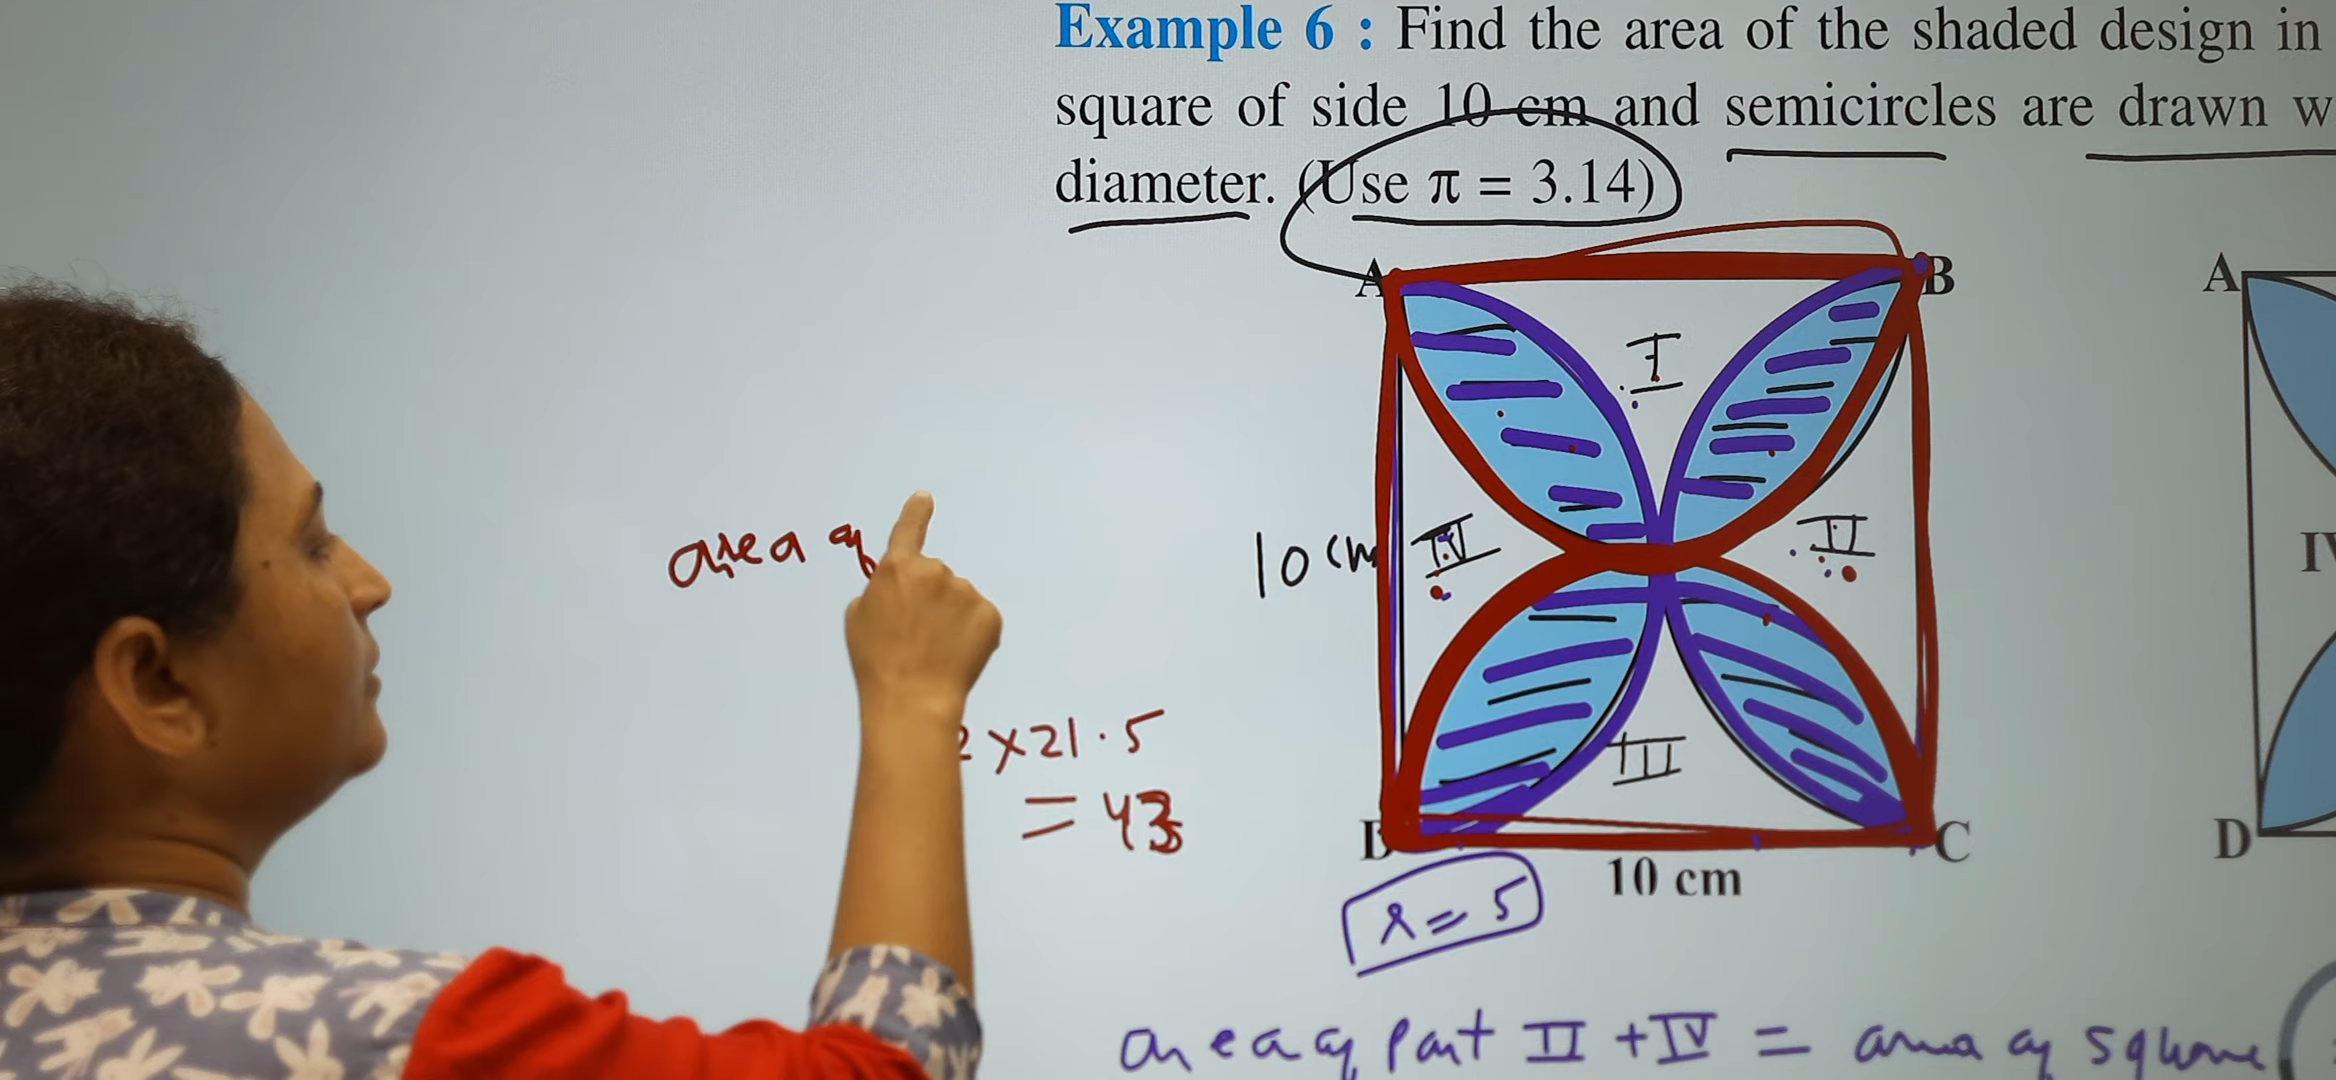 Example 6 : Find the area of the shaded design in
square of side 10 cm and semicircles are drawn w
diameter. (Use π = 3.14)
A B
A
I
area of
10 cm IV II
2 x 21.5
= 43
III
D C
D
10 cm
r = 5
area of part II + IV = area of square